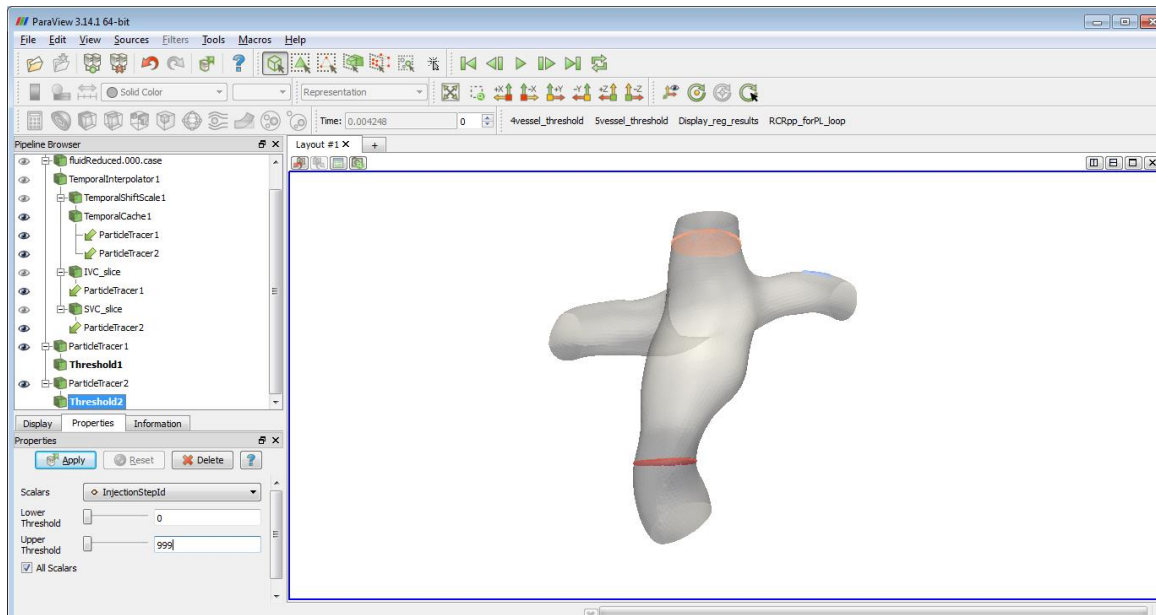 ParaView 3.14.1 64-bit
File Edit View Sources Filters Tools Macros Help
Solid Color Representation
Time: 0.004248 0 4vessel_threshold 5vessel_threshold Display_reg_results RCRpp_forPL_loop
Pipeline Browser
Layout #1
fluidReduced.000.case
TemporalInterpolator1
TemporalShiftScale1
TemporalCache1
ParticleTracer1
ParticleTracer2
IVC_slice
ParticleTracer1
SVC_slice
ParticleTracer2
ParticleTracer1
Threshold1
ParticleTracer2
Threshold2
Display Properties Information
Properties
Apply Reset Delete ?
Scalars InjectionStepId
Lower Threshold 0
Upper Threshold 999
All Scalars